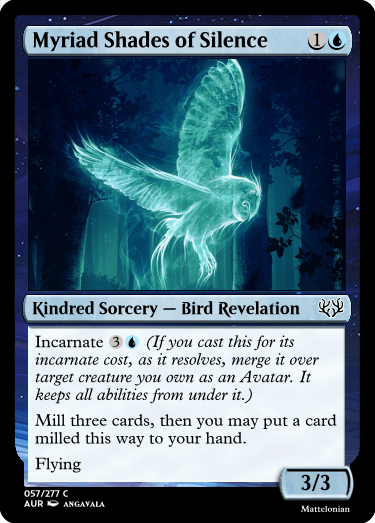 Myriad Shades of Silence 1
Kindred Sorcery — Bird Revelation
Incarnate 3 (If you cast this for its
incarnate cost, as it resolves, merge it over
target creature you own as an Avatar. It
keeps all abilities from under it.)
Mill three cards, then you may put a card
milled this way to your hand.
Flying
3/3
057/277 C
AUR ANGAVALA
Mattelonian